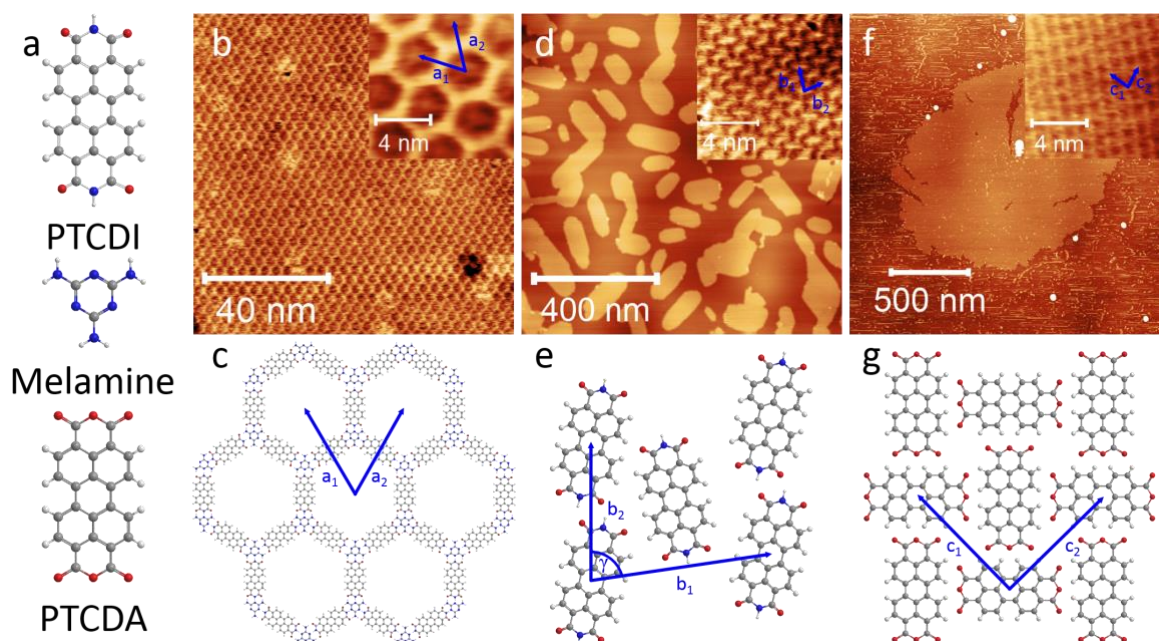 a
PTCDI
Melamine
PTCDA
b
a₁
a₂
4 nm
40 nm
c
a₁
a₂
d
b₁
b₂
4 nm
400 nm
e
b₂
γ
b₁
f
c₁
c₂
4 nm
500 nm
g
c₁
c₂